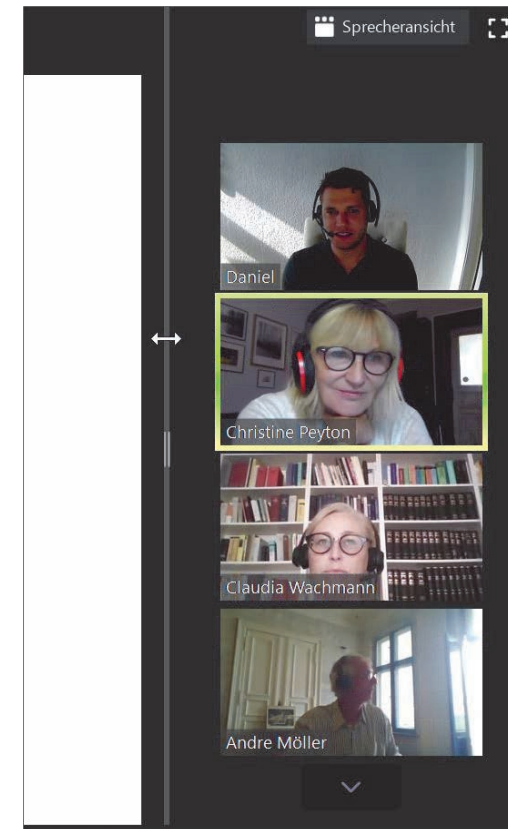 Sprecheransicht
Daniel
Christine Peyton
Claudia Wachmann
Andre Möller